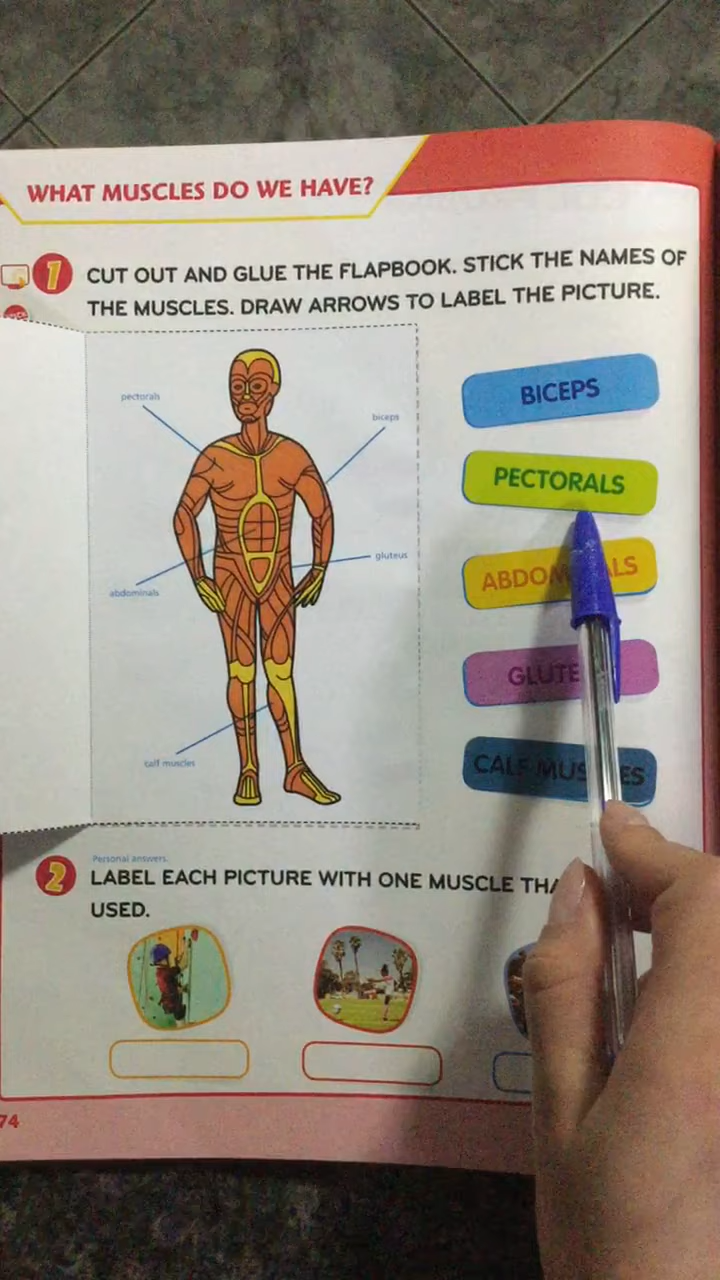 WHAT MUSCLES DO WE HAVE?
1 CUT OUT AND GLUE THE FLAPBOOK. STICK THE NAMES OF
THE MUSCLES. DRAW ARROWS TO LABEL THE PICTURE.
pectorals
biceps
gluteus
abdominals
calf muscles
BICEPS
PECTORALS
Personal answers.
2 LABEL EACH PICTURE WITH ONE MUSCLE
USED.
74